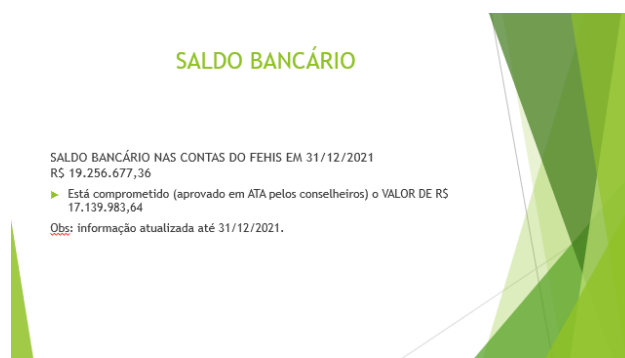 SALDO BANCÁRIO
SALDO BANCÁRIO NAS CONTAS DO FEHIS EM 31/12/2021
R$ 19.256.677,36
Está comprometido (aprovado em ATA pelos conselheiros) o VALOR DE R$
17.139.983,64
Obs: informação atualizada até 31/12/2021.